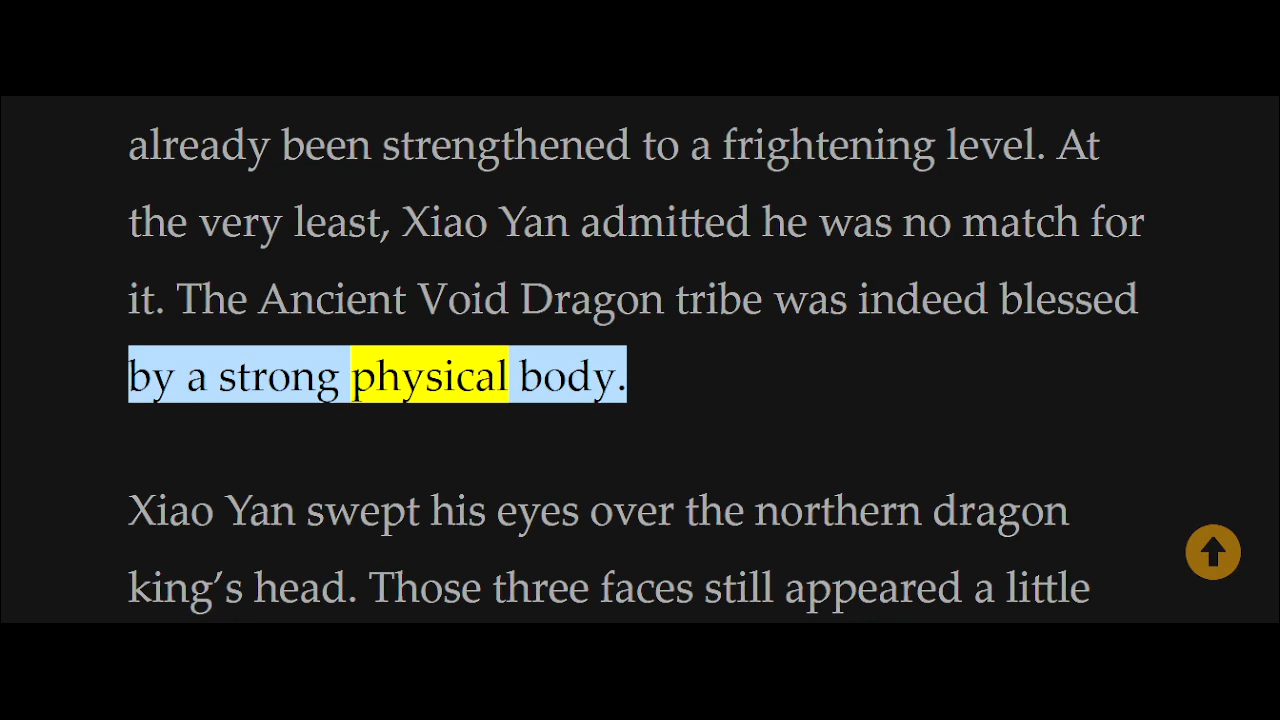 already been strengthened to a frightening level. At
the very least, Xiao Yan admitted he was no match for
it. The Ancient Void Dragon tribe was indeed blessed
by a strong physical body.
Xiao Yan swept his eyes over the northern dragon
king’s head. Those three faces still appeared a little